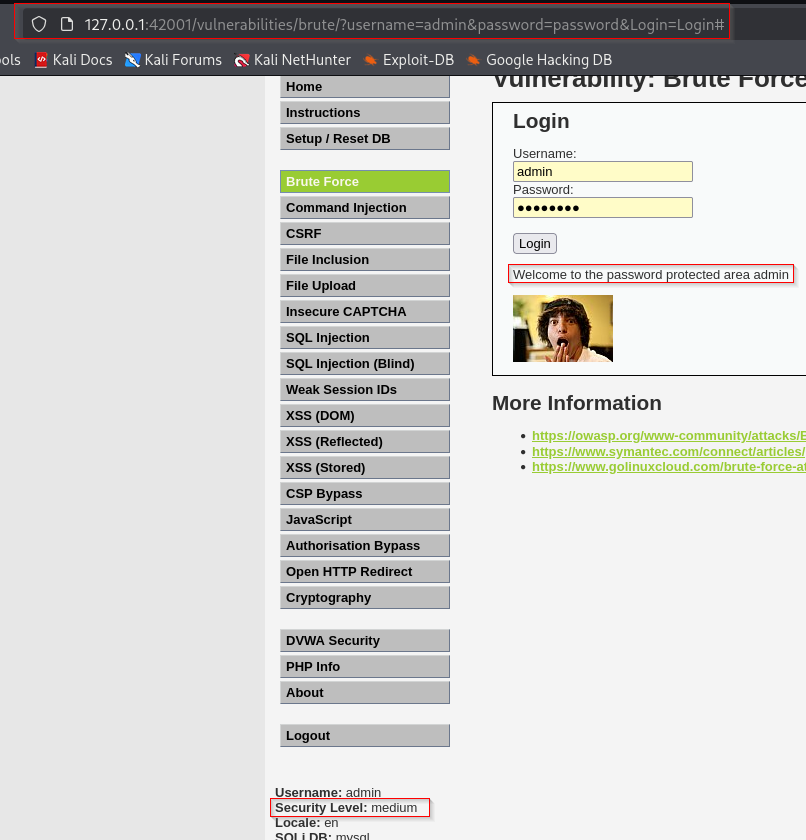 127.0.0.1:42001/vulnerabilities/brute/?username=admin&password=password&Login=Login#
Kali Docs Kali Forums Kali NetHunter Exploit-DB Google Hacking DB
Home
Instructions
Setup / Reset DB
Brute Force
Command Injection
CSRF
File Inclusion
File Upload
Insecure CAPTCHA
SQL Injection
SQL Injection (Blind)
Weak Session IDs
XSS (DOM)
XSS (Reflected)
XSS (Stored)
CSP Bypass
JavaScript
Authorisation Bypass
Open HTTP Redirect
Cryptography
DVWA Security
PHP Info
About
Logout
Username: admin
Security Level: medium
Locale: en
SQLi DB: mysql
Vulnerability: Brute Force
Login
Username:
admin
Password:
●●●●●●●●
Login
Welcome to the password protected area admin
More Information
https://owasp.org/www-community/attacks/
https://www.symantec.com/connect/articles/
https://www.golinuxcloud.com/brute-force-at